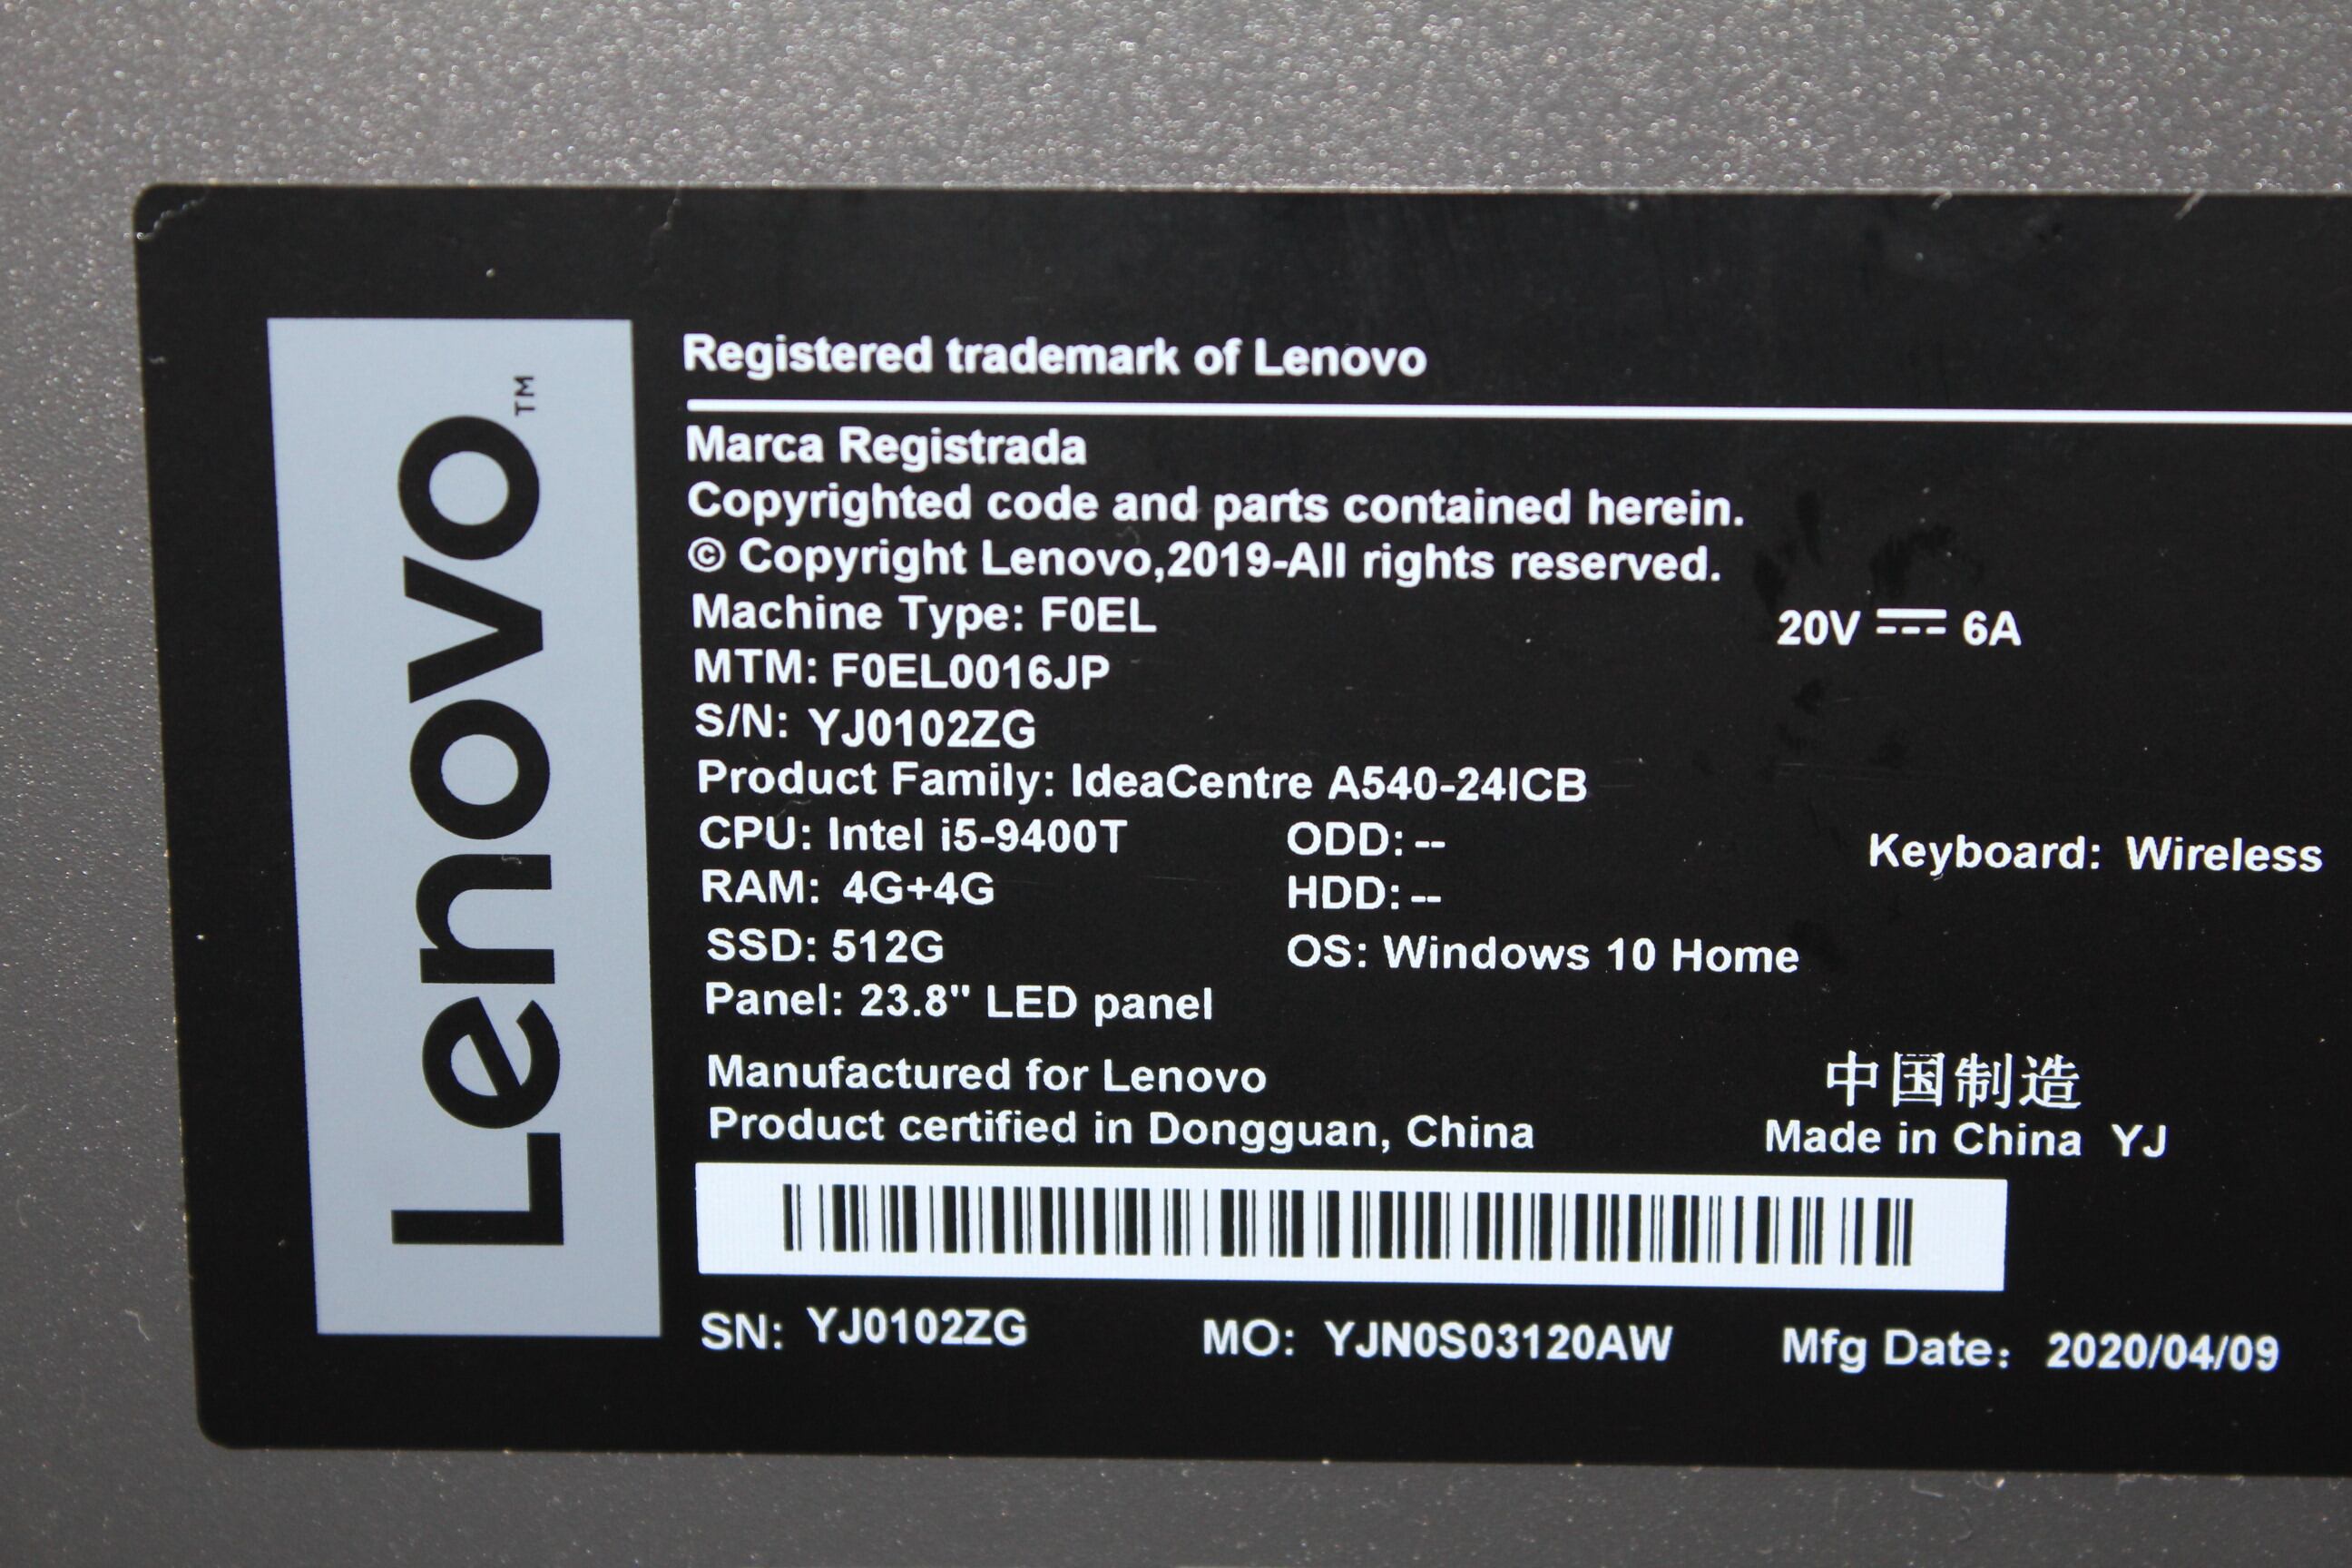 Lenovo™
Registered trademark of Lenovo
Marca Registrada
Copyrighted code and parts contained herein.
© Copyright Lenovo,2019-All rights reserved.
Machine Type: F0EL
20V ⎓ 6A
MTM: F0EL0016JP
S/N: YJ0102ZG
Product Family: IdeaCentre A540-24ICB
CPU: Intel i5-9400T ODD: -- Keyboard: Wireless
RAM: 4G+4G HDD: --
SSD: 512G OS: Windows 10 Home
Panel: 23.8" LED panel
Manufactured for Lenovo 中国制造
Product certified in Dongguan, China Made in China YJ
SN: YJ0102ZG MO: YJN0S03120AW Mfg Date: 2020/04/09